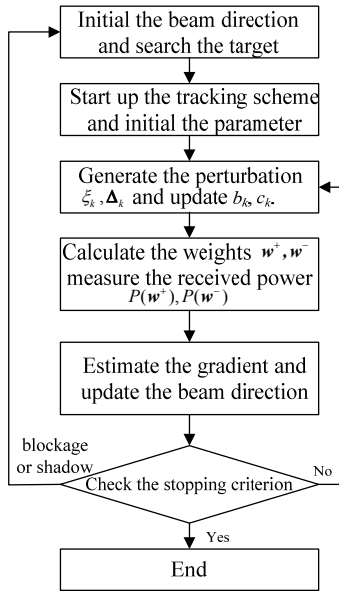 Initial the beam direction
and search the target
Start up the tracking scheme
and initial the parameter
Generate the perturbation
ξₖ, Δₖ and update bₖ, cₖ.
Calculate the weights w⁺, w⁻
measure the received power
P(w⁺), P(w⁻)
Estimate the gradient and
update the beam direction
blockage
or shadow
Check the stopping criterion
No
Yes
End